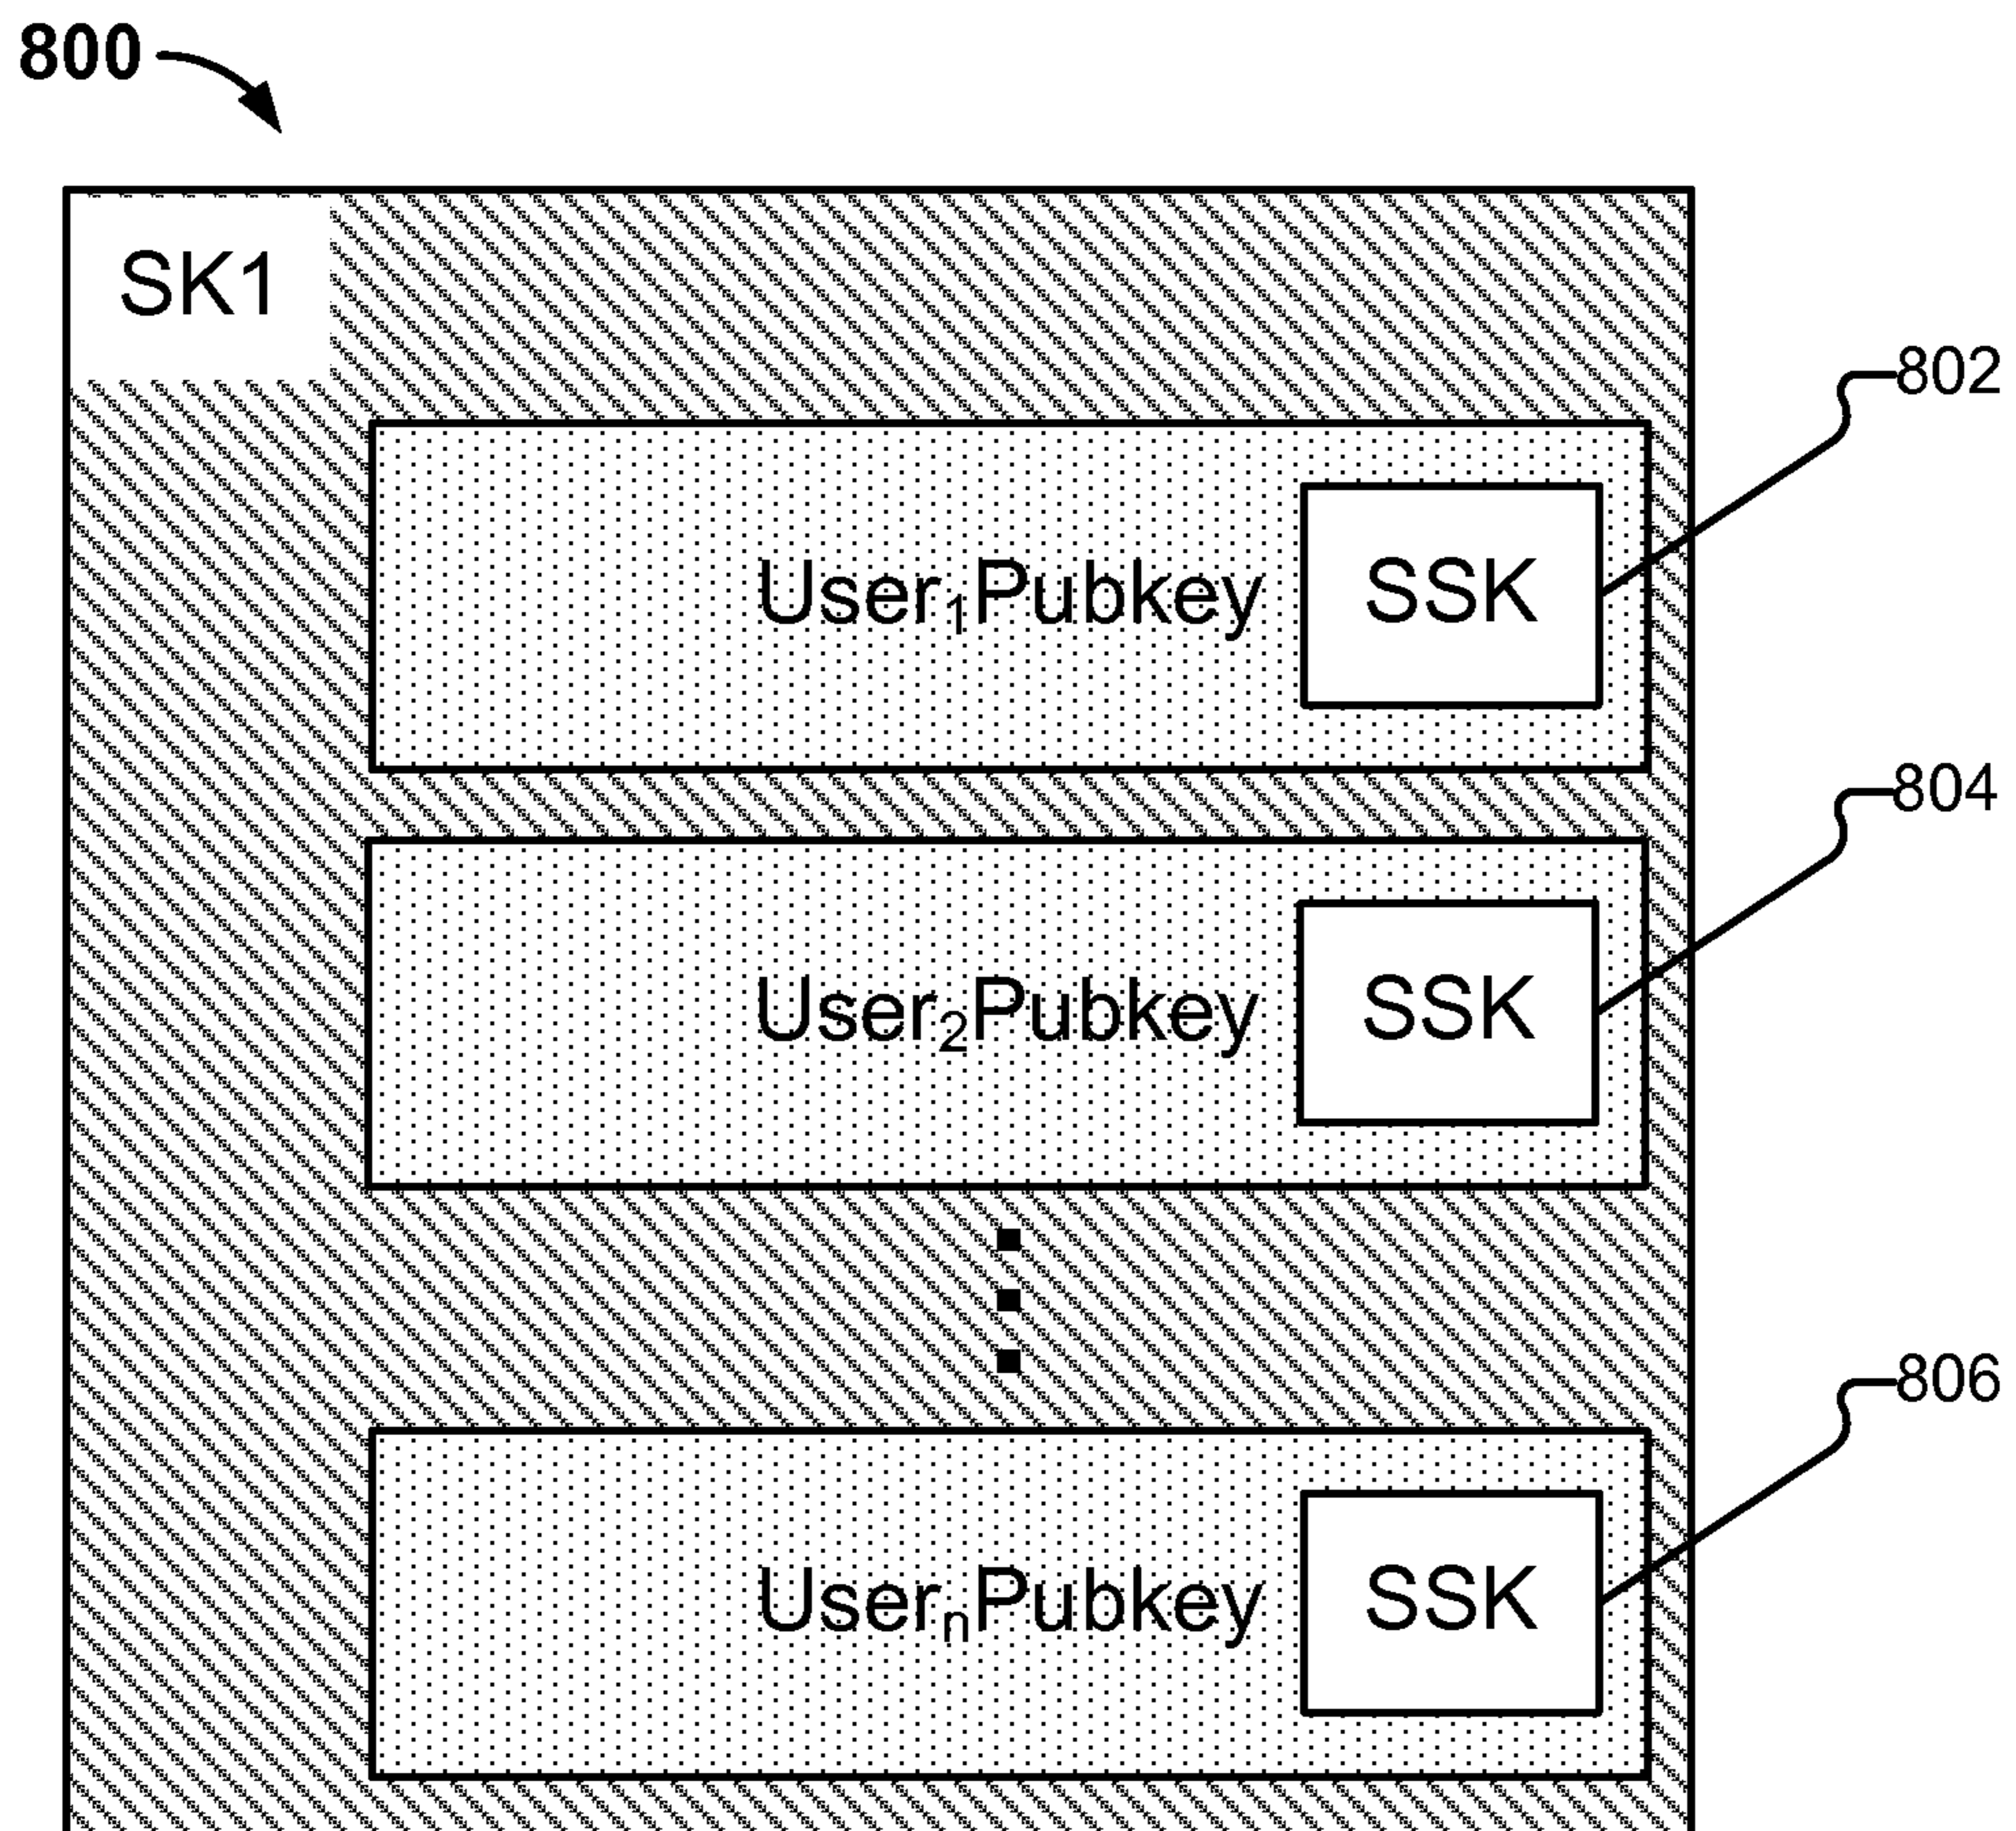 800
SK1
802
User₁Pubkey SSK
804
User₂Pubkey SSK
806
UserₙPubkey SSK